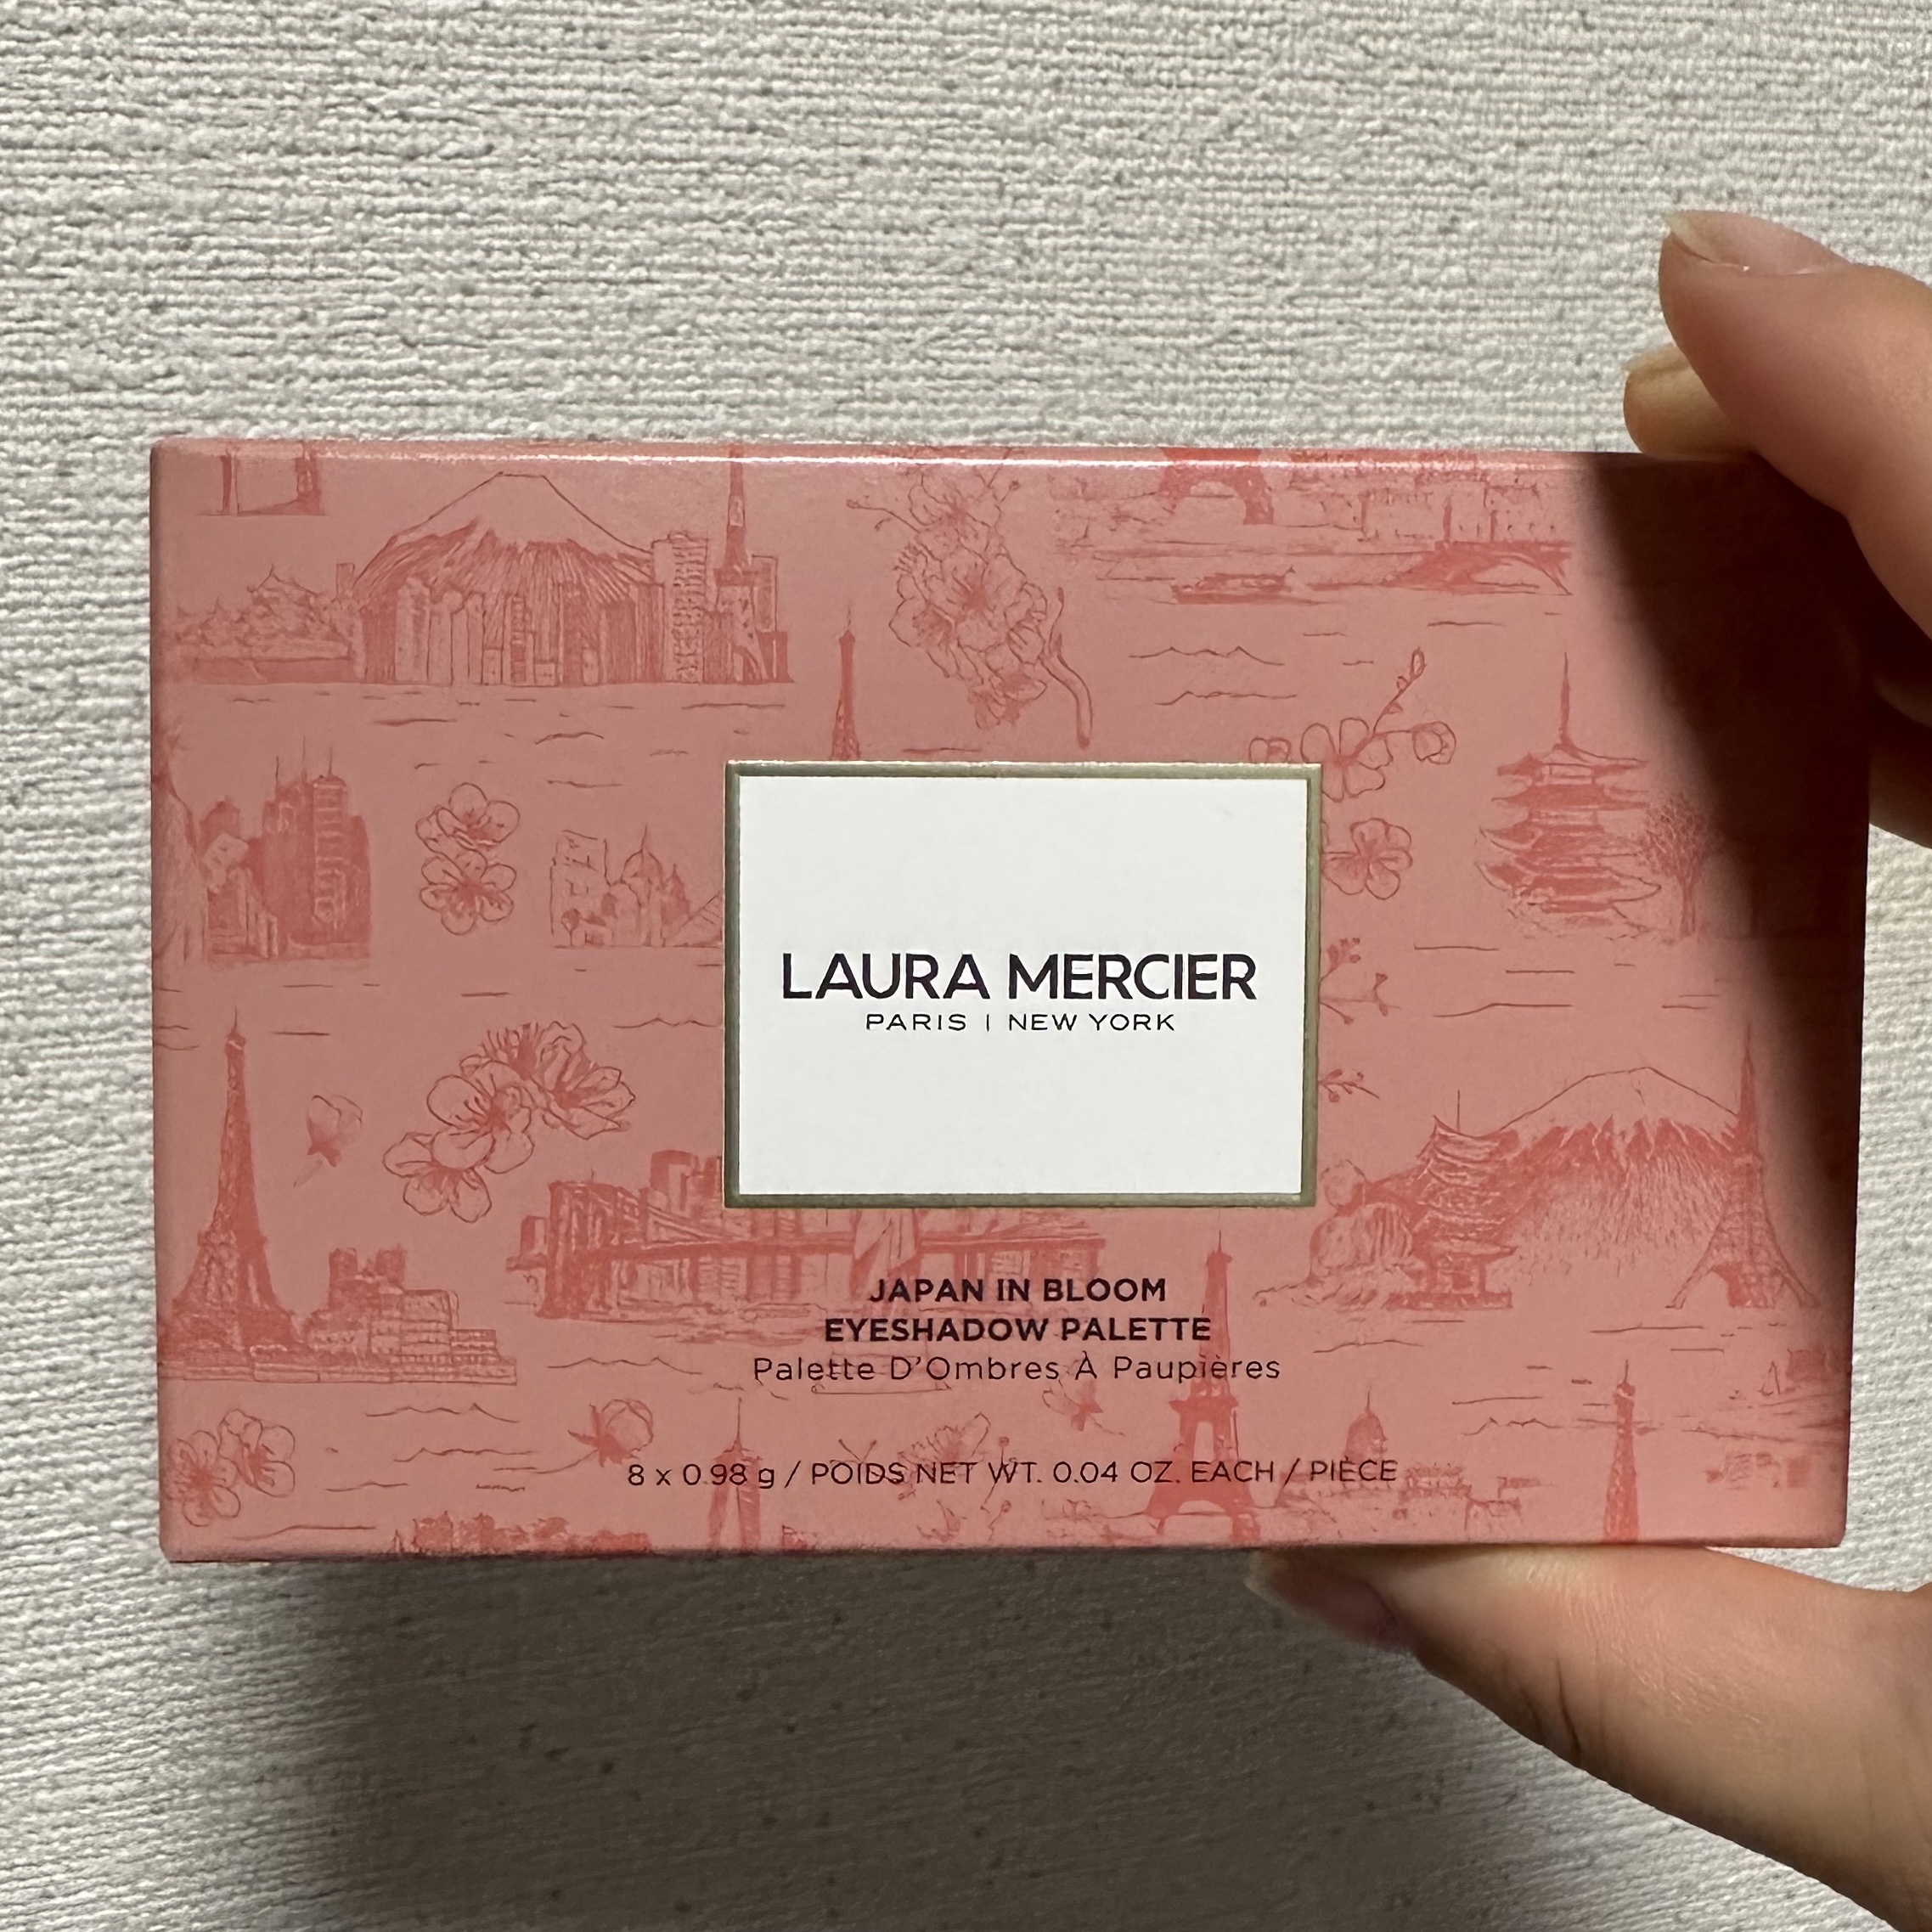 LAURA MERCIER
PARIS | NEW YORK
JAPAN IN BLOOM
EYESHADOW PALETTE
Palette D'Ombres À Paupières
8 x 0.98 g / POIDS NET WT. 0.04 OZ. EACH / PIÈCE